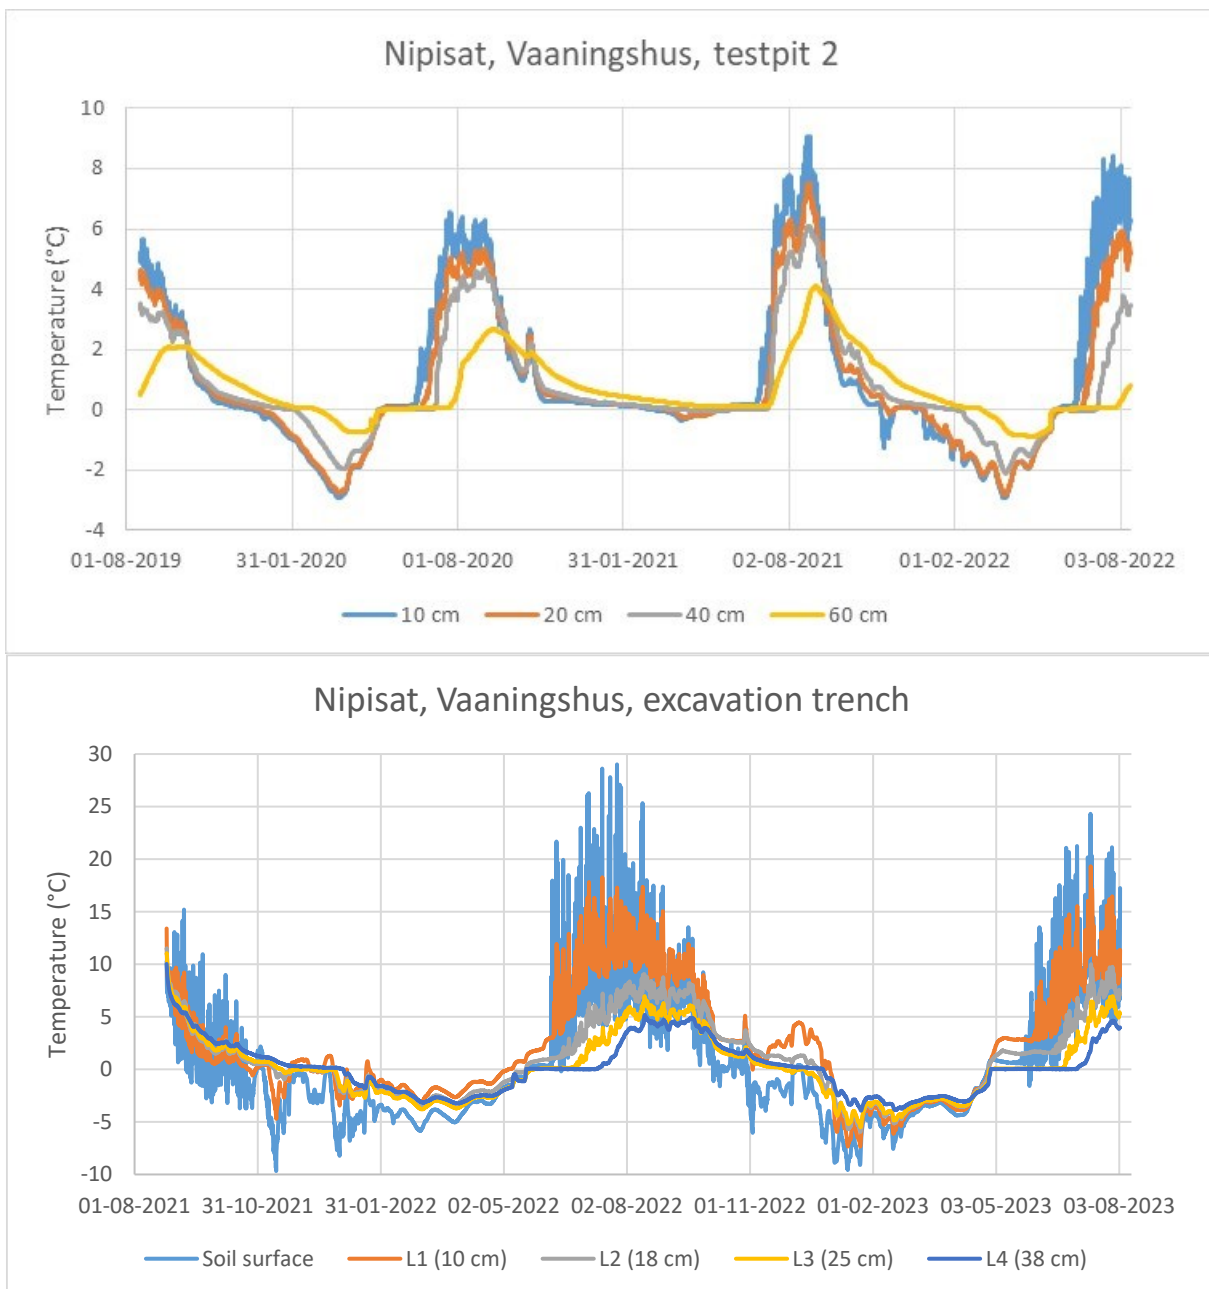 Nipisat, Vaaningshus, testpit 2
Temperature (°C)
10
8
6
4
2
0
-2
-4
01-08-2019 31-01-2020 01-08-2020 31-01-2021 02-08-2021 01-02-2022 03-08-2022
10 cm 20 cm 40 cm 60 cm
Nipisat, Vaaningshus, excavation trench
Temperature (°C)
30
25
20
15
10
5
0
-5
-10
01-08-2021 31-10-2021 31-01-2022 02-05-2022 02-08-2022 01-11-2022 01-02-2023 03-05-2023 03-08-2023
Soil surface L1 (10 cm) L2 (18 cm) L3 (25 cm) L4 (38 cm)